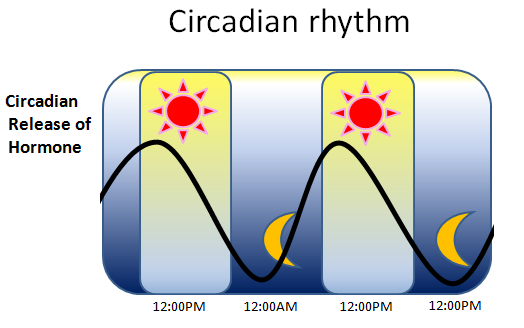 Circadian rhythm
Circadian
Release of
Hormone
12:00PM
12:00AM
12:00PM
12:00PM